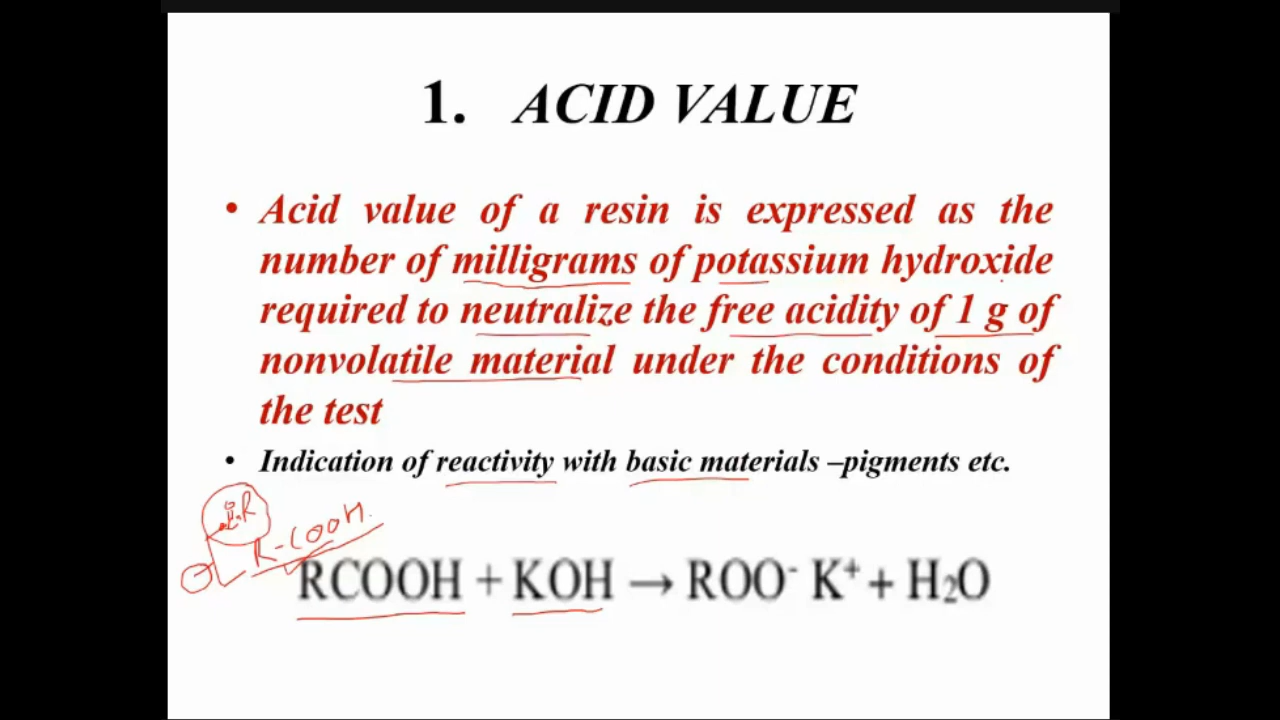 1. ACID VALUE
• Acid value of a resin is expressed as the
number of milligrams of potassium hydroxide
required to neutralize the free acidity of 1 g of
nonvolatile material under the conditions of
the test
• Indication of reactivity with basic materials –pigments etc.
R-COOH.
RCOOH + KOH → ROO⁻ K⁺ + H₂O